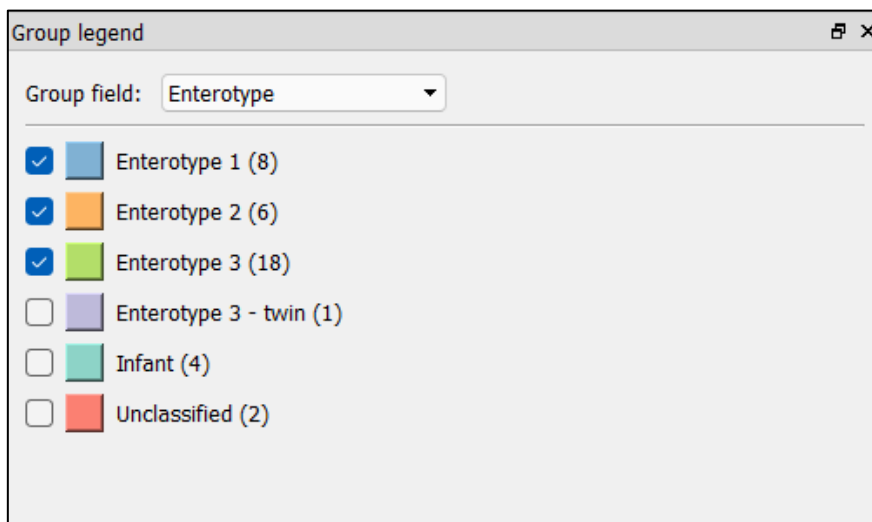 Group legend
Group field: Enterotype
Enterotype 1 (8)
Enterotype 2 (6)
Enterotype 3 (18)
Enterotype 3 - twin (1)
Infant (4)
Unclassified (2)